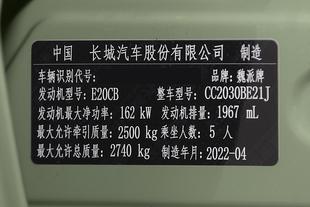 中国 长城汽车股份有限公司 制造
车辆识别代号: 品牌: 魏派牌
发动机型号: E20CB 整车型号: CC2030BE21J
发动机最大净功率: 162 kW 发动机排量: 1967 mL
最大允许牵引质量: 2500 kg 乘坐人数: 5 人
最大允许总质量: 2740 kg 制造年月: 2022-04